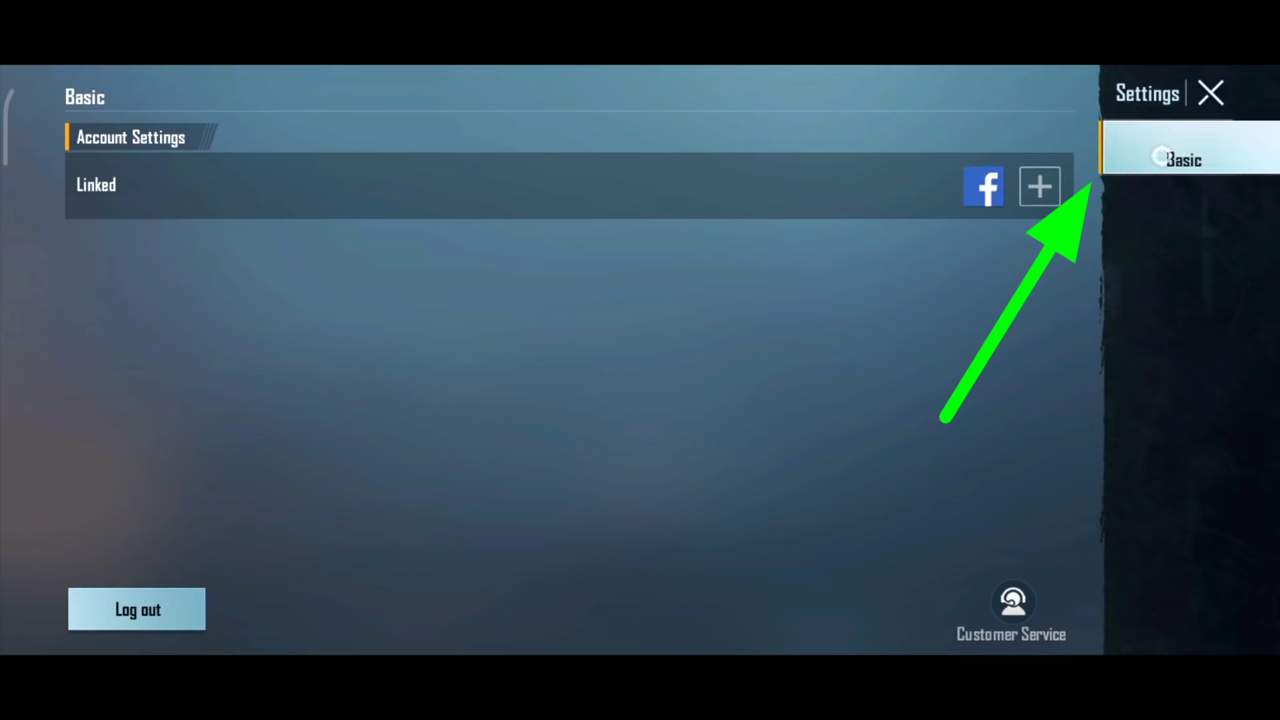 Basic
Settings
Account Settings
Basic
Linked
Log out
Customer Service